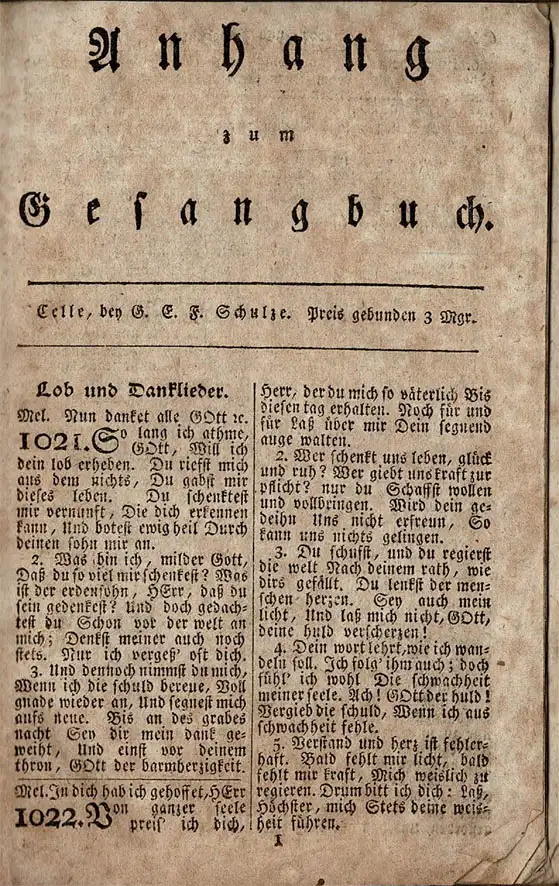 Anhang
zum
Gesangbuch.
Celle, bey G. E. F. Schulze. Preis gebunden 3 Mgr.
Lob und Danklieder.
Mel. Nun danket alle GOtt ꝛc.
1021. So lang ich athme,
GOtt, Will ich
dein lob erheben. Du riefst mich
aus dem nichts, Du gabst mir
dieses leben. Du schenktest
mir vernunft, Die dich erkennen
kann, Und botest ewig heil Durch
deinen sohn mir an.
2. Was bin ich, milder Gott,
Daß du so viel mir schenkest? Was
ist der erdensohn, HErr, daß du
sein gedenkest? Und doch gedach-
test du Schon vor der welt an
mich; Denkst meiner auch noch
stets. Nur ich vergeß' oft dich.
3. Und dennoch nimmst du mich,
Wenn ich die schuld bereue, Voll
gnade wieder an, Und segnest mich
aufs neue. Bis an des grabes
nacht Sey dir mein dank ge-
weiht, Und einst vor deinem
thron, GOtt der barmherzigkeit.
Mel. In dich hab ich gehoffet, HErr
1022. Von ganzer seele
preis' ich dich,
Herr, der du mich so väterlich Bis
diesen tag erhalten. Noch für und
für Laß über mir Dein segnend
auge walten.
2. Wer schenkt uns leben, glück
und ruh? Wer giebt uns kraft zur
pflicht? nur du Schaffst wollen
und vollbringen. Wird dein ge-
deihn Uns nicht erfreun, So
kann uns nichts gelingen.
3. Du schufst, und du regierst
die welt Nach deinem rath, wie
dirs gefällt. Du lenkst der men-
schen herzen. Sey auch mein
licht, Und laß mich nicht, GOtt,
deine huld verscherzen!
4. Dein wort lehrt, wie ich wan-
deln soll. Ich folg' ihm auch; doch
fühl' ich wohl Die schwachheit
meiner seele. Ach! GOtt der huld!
Vergieb die schuld, Wenn ich aus
schwachheit fehle.
5. Verstand und herz ist fehler-
haft. Bald fehlt mir licht, bald
fehlt mir kraft, Mich weislich zu
regieren. Drum bitt ich dich: Laß,
Höchster, mich Stets deine weis-
heit führen.
1